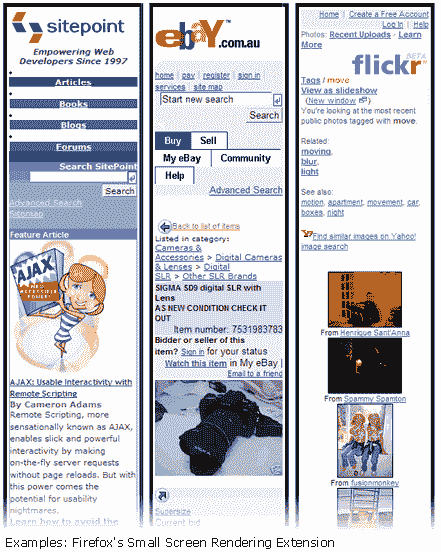 sitepoint
Empowering Web
Developers Since 1997
Articles
Books
Blogs
Forums
Search SitePoint
Search
Advanced Search
Sitemap
Feature Article
AJAX
AJAX: Usable Interactivity with
Remote Scripting
By Cameron Adams
Remote Scripting, more
sensationally known as AJAX,
enables slick and powerful
interactivity by making
on-the-fly server requests
without page reloads. But with
this power comes the
potential for usability
nightmares.
Learn how to avoid the
ebaY™.com.au
home | pay | register | sign in
services | site map
Start new search
Search
Buy Sell
My eBay Community
Help
Advanced Search
Back to list of items
Listed in category:
Cameras &
Accessories > Digital Cameras
& Lenses > Digital
SLR > Other SLR Brands
SIGMA SD9 digital SLR with
Lens
AS NEW CONDITION CHECK IT
OUT
Item number: 7531983783
Bidder or seller of this
item? Sign in for your status
Watch this item in My eBay |
Email to a friend
Supersize
Current bid
Home | Create a Free Account
Log In | Help
Photos: Recent Uploads · Learn
More
BETA
flickr
Tags / move
View as slideshow
(New window)
You're looking at the most recent
public photos tagged with move.
Related:
moving,
blur,
light
See also:
motion, apartment, movement, car,
boxes, night
Find similar images on Yahoo!
image search
From Henrique Sant'Anna
From Spammy Spamton
From fusionmonkey
Examples: Firefox's Small Screen Rendering Extension